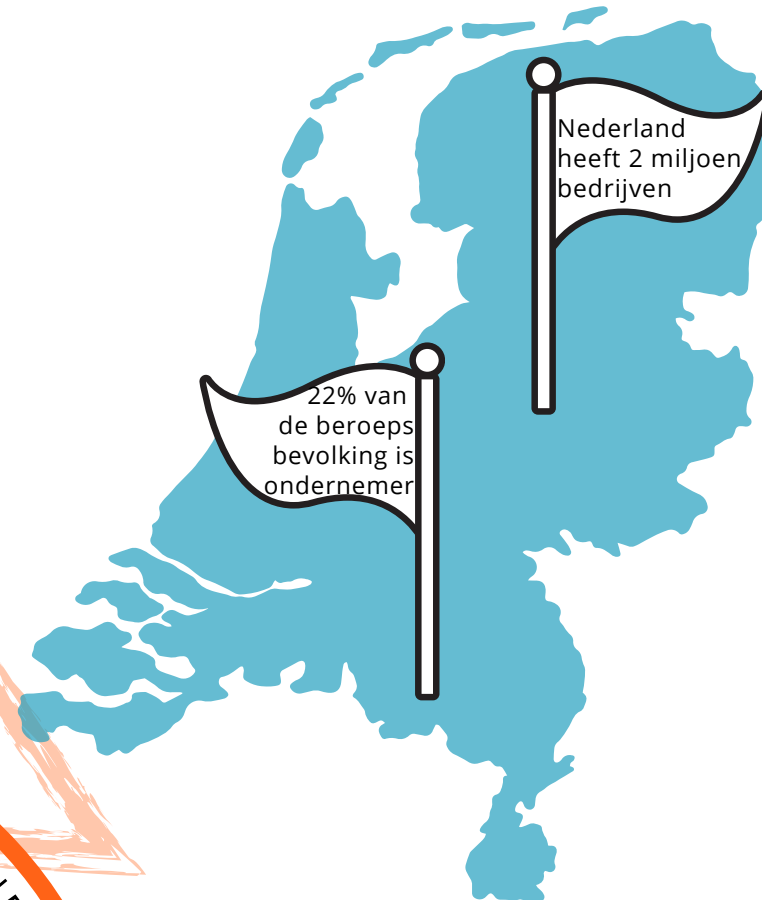 Nederland
heeft 2 miljoen
bedrijven
22% van
de beroeps
bevolking is
ondernemer